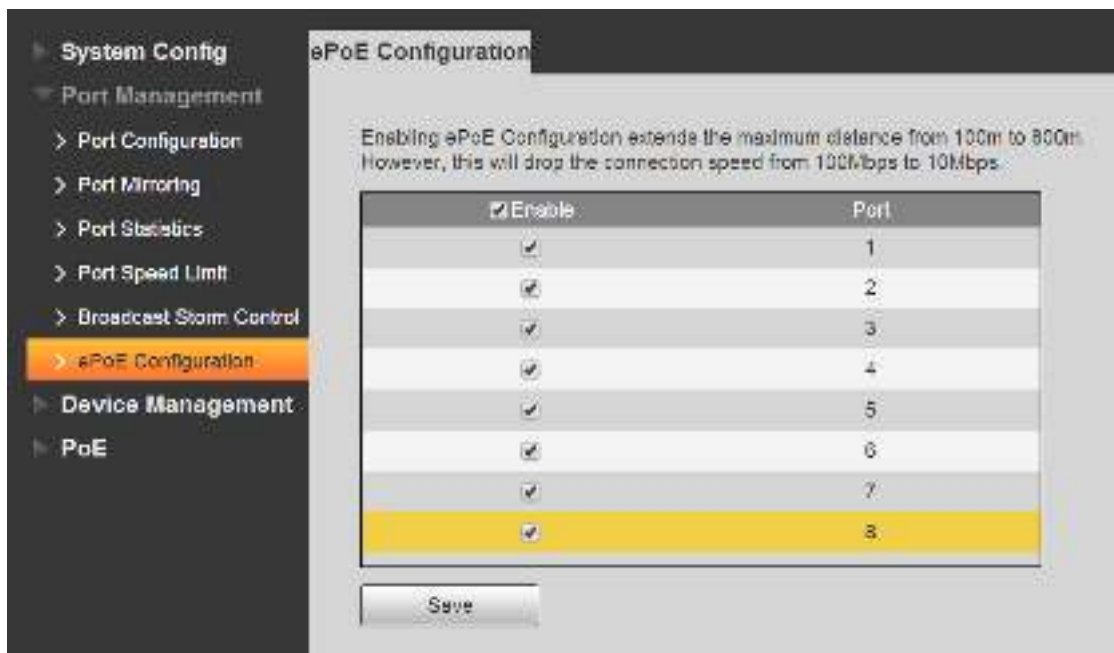 System Config
Port Management
Port Configuration
Port Mirroring
Port Statistics
Port Speed Limit
Broadcast Storm Control
ePoE Configuration
Device Management
PoE
ePoE Configuration
Enabling ePoE Configuration extends the maximum distance from 100m to 800m.
However, this will drop the connection speed from 100Mbps to 10Mbps.
Enable Port
1
2
3
4
5
6
7
8
Save